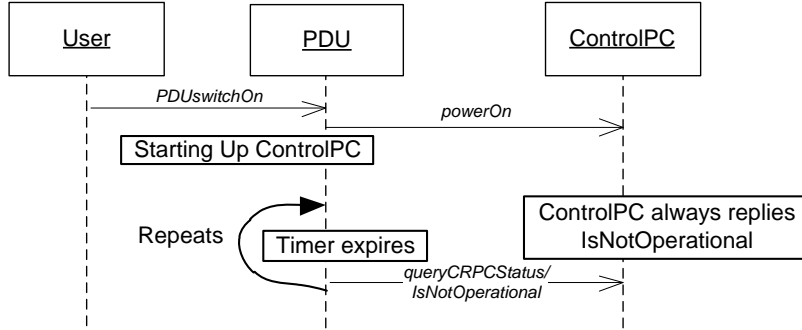 User
PDU
ControlPC
PDUswitchOn
powerOn
Starting Up ControlPC
ControlPC always replies
IsNotOperational
Repeats
Timer expires
queryCRPCStatus/
IsNotOperational